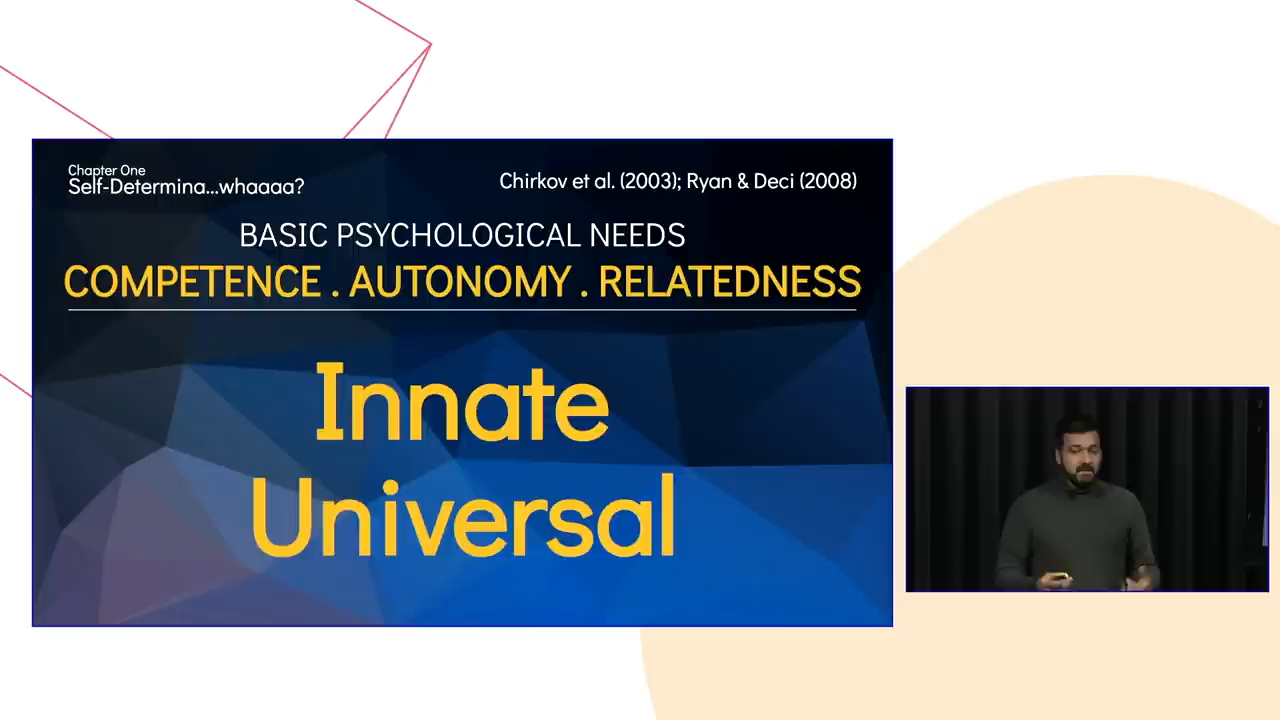 Chapter One
Self-Determina...whaaaa?
Chirkov et al. (2003); Ryan & Deci (2008)
BASIC PSYCHOLOGICAL NEEDS
COMPETENCE . AUTONOMY . RELATEDNESS
Innate
Universal